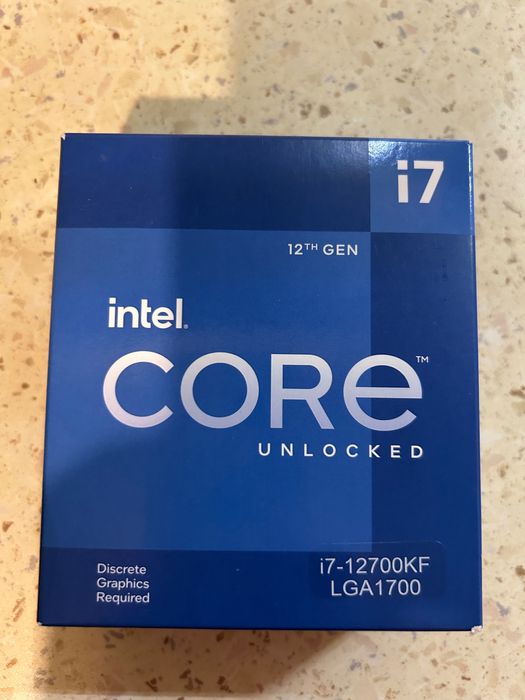 i7
12TH GEN
intel.
CORE™
UNLOCKED
Discrete
Graphics
Required
i7-12700KF
LGA1700